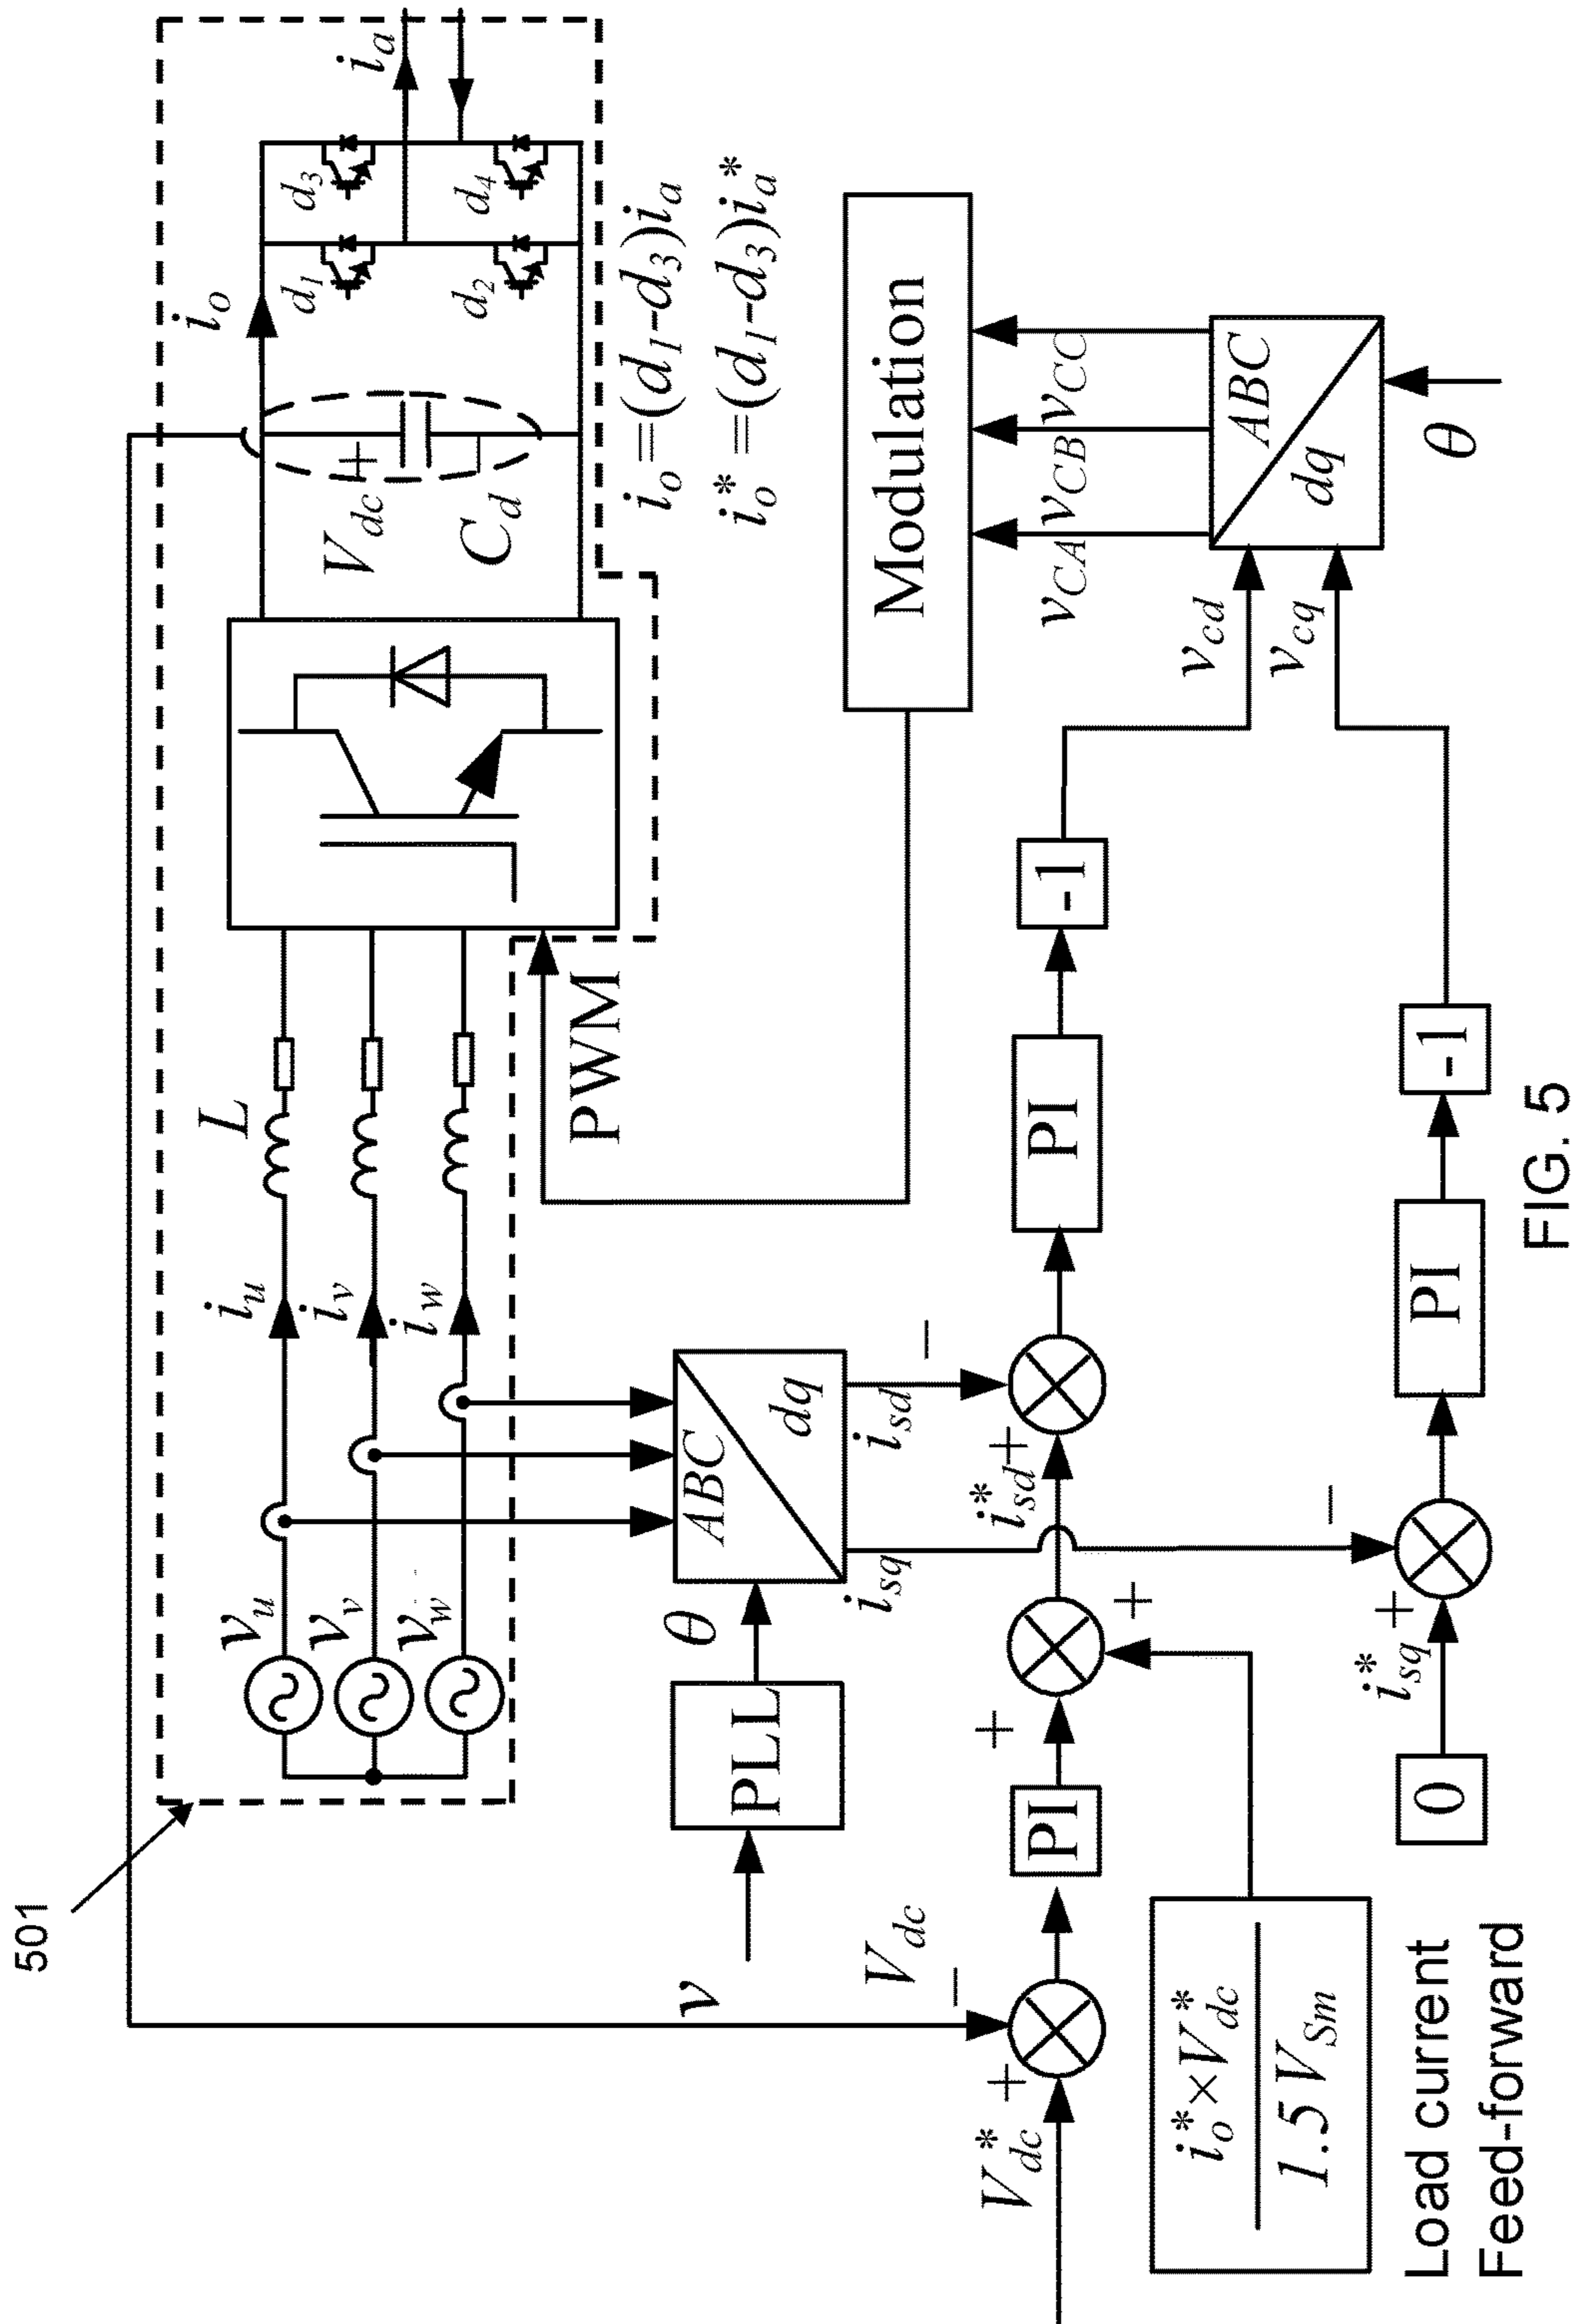 501
v_u
v_v
v_w
i_u
i_v
i_w
L
V_dc
+
−
C_d
i_o
d_1
d_2
d_3
d_4
i_a
i_o=(d_1-d_3)i_a
i_o^*=(d_1-d_3)i_a^*
PWM
Modulation
v
PLL
θ
ABC
dq
i_sd
i_sq
v_CA
v_CB
v_CC
ABC
dq
θ
v_cd
v_cq
V_dc
−
V_dc^*
+
PI
+
+
i_sd^*
+
−
PI
-1
i_o^*×V_dc^*
1.5V_Sm
Load current
Feed-forward
0
i_sq^*
+
−
PI
-1
FIG. 5